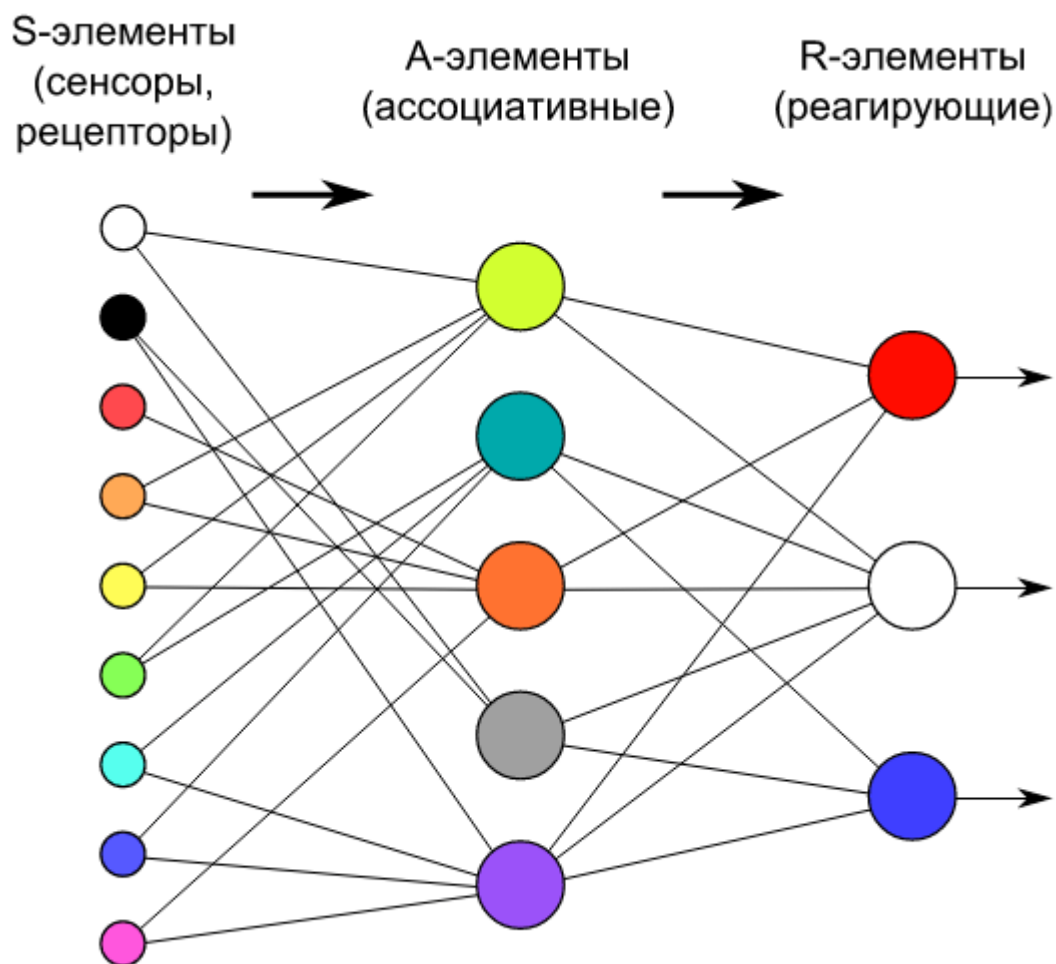 S-элементы
(сенсоры,
рецепторы)
A-элементы
(ассоциативные)
R-элементы
(реагирующие)